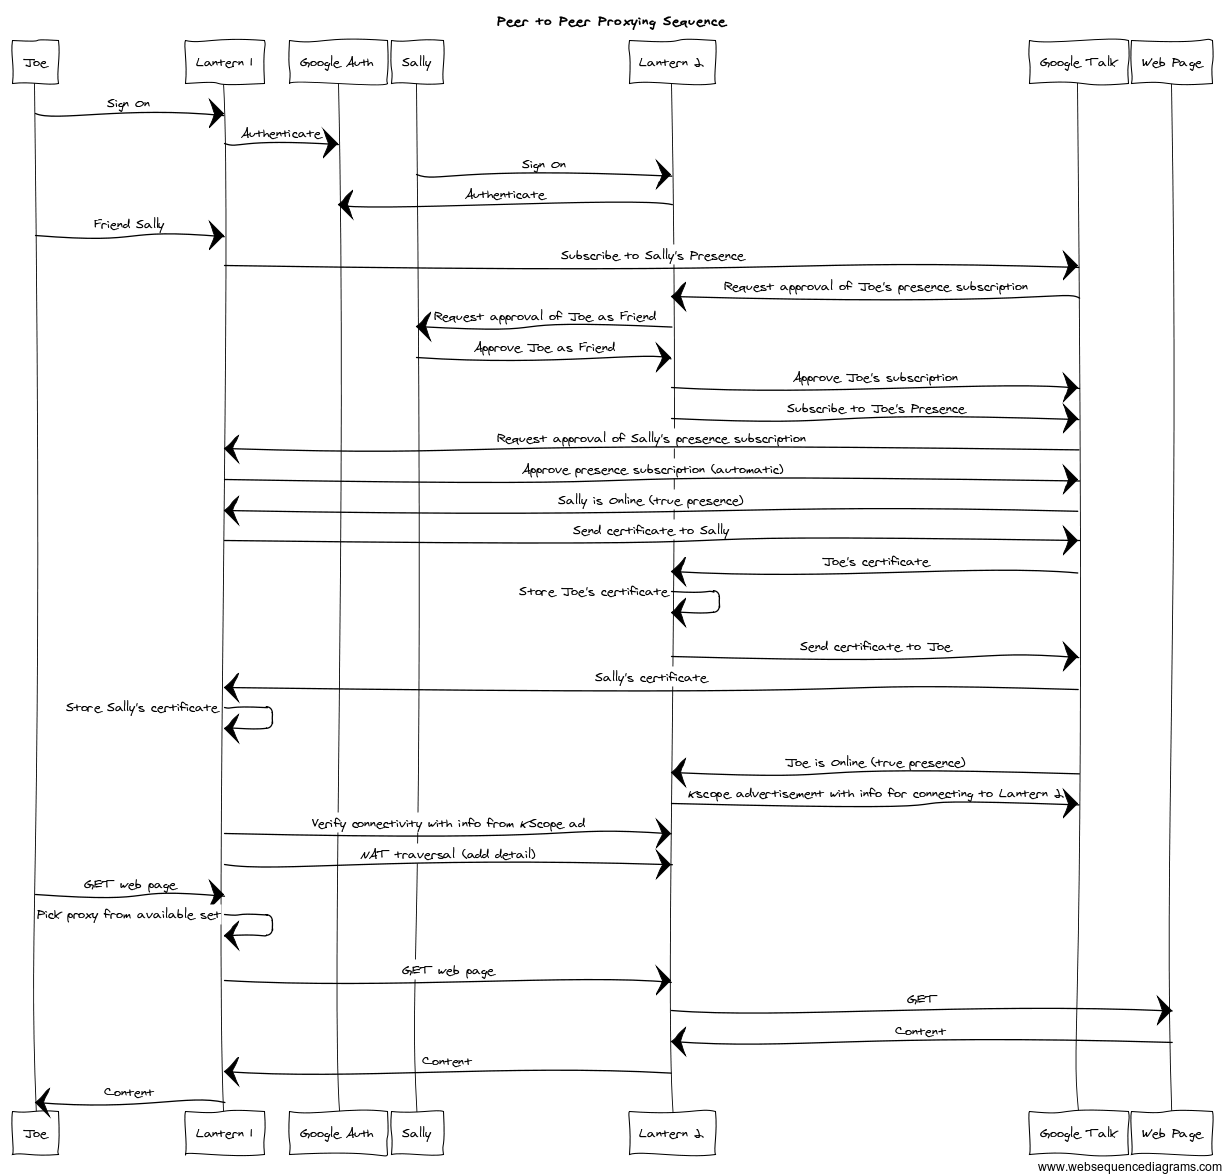 Peer to Peer Proxying Sequence
Joe
Lantern 1
Google Auth
Sally
Lantern 2
Google Talk
Web Page
Sign On
Authenticate
Sign On
Authenticate
Friend Sally
Subscribe to Sally's Presence
Request approval of Joe's presence subscription
Request approval of Joe as Friend
Approve Joe as Friend
Approve Joe's subscription
Subscribe to Joe's Presence
Request approval of Sally's presence subscription
Approve presence subscription (automatic)
Sally is Online (true presence)
Send certificate to Sally
Joe's certificate
Store Joe's certificate
Send certificate to Joe
Sally's certificate
Store Sally's certificate
Joe is Online (true presence)
kscope advertisement with info for connecting to Lantern 2
Verify connectivity with info from kScope ad
NAT traversal (add detail)
GET web page
Pick proxy from available set
GET web page
GET
Content
Content
Content
Joe
Lantern 1
Google Auth
Sally
Lantern 2
Google Talk
Web Page
www.websequencediagrams.com